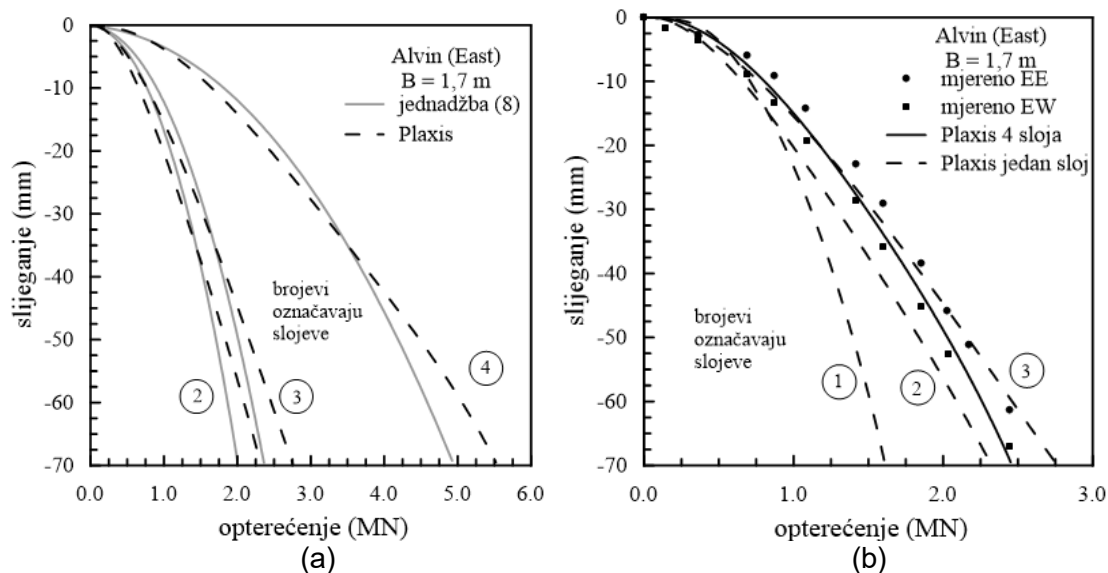 0
-10
-20
-30
-40
-50
-60
-70
slijeganje (mm)
Alvin (East)
B = 1,7 m
jednadžba (8)
Plaxis
brojevi
označavaju
slojeve
2
3
4
0.0
1.0
2.0
3.0
4.0
5.0
6.0
opterećenje (MN)
(a)
0
-10
-20
-30
-40
-50
-60
-70
slijeganje (mm)
Alvin (East)
B = 1,7 m
mjereno EE
mjereno EW
Plaxis 4 sloja
Plaxis jedan sloj
brojevi
označavaju
slojeve
1
2
3
0.0
1.0
2.0
3.0
opterećenje (MN)
(b)